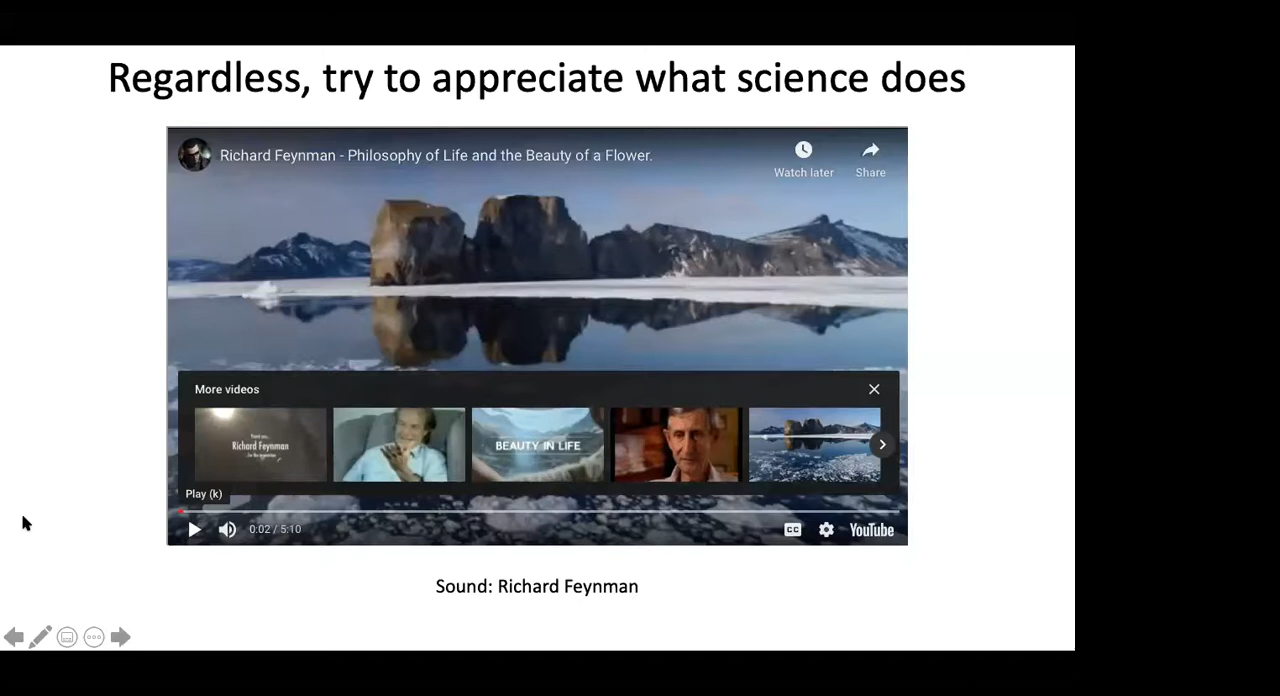 Regardless, try to appreciate what science does
Richard Feynman - Philosophy of Life and the Beauty of a Flower.
Watch later
Share
More videos
Richard Feynman
BEAUTY IN LIFE
Play (k)
0:02 / 5:10
CC
YouTube
Sound: Richard Feynman